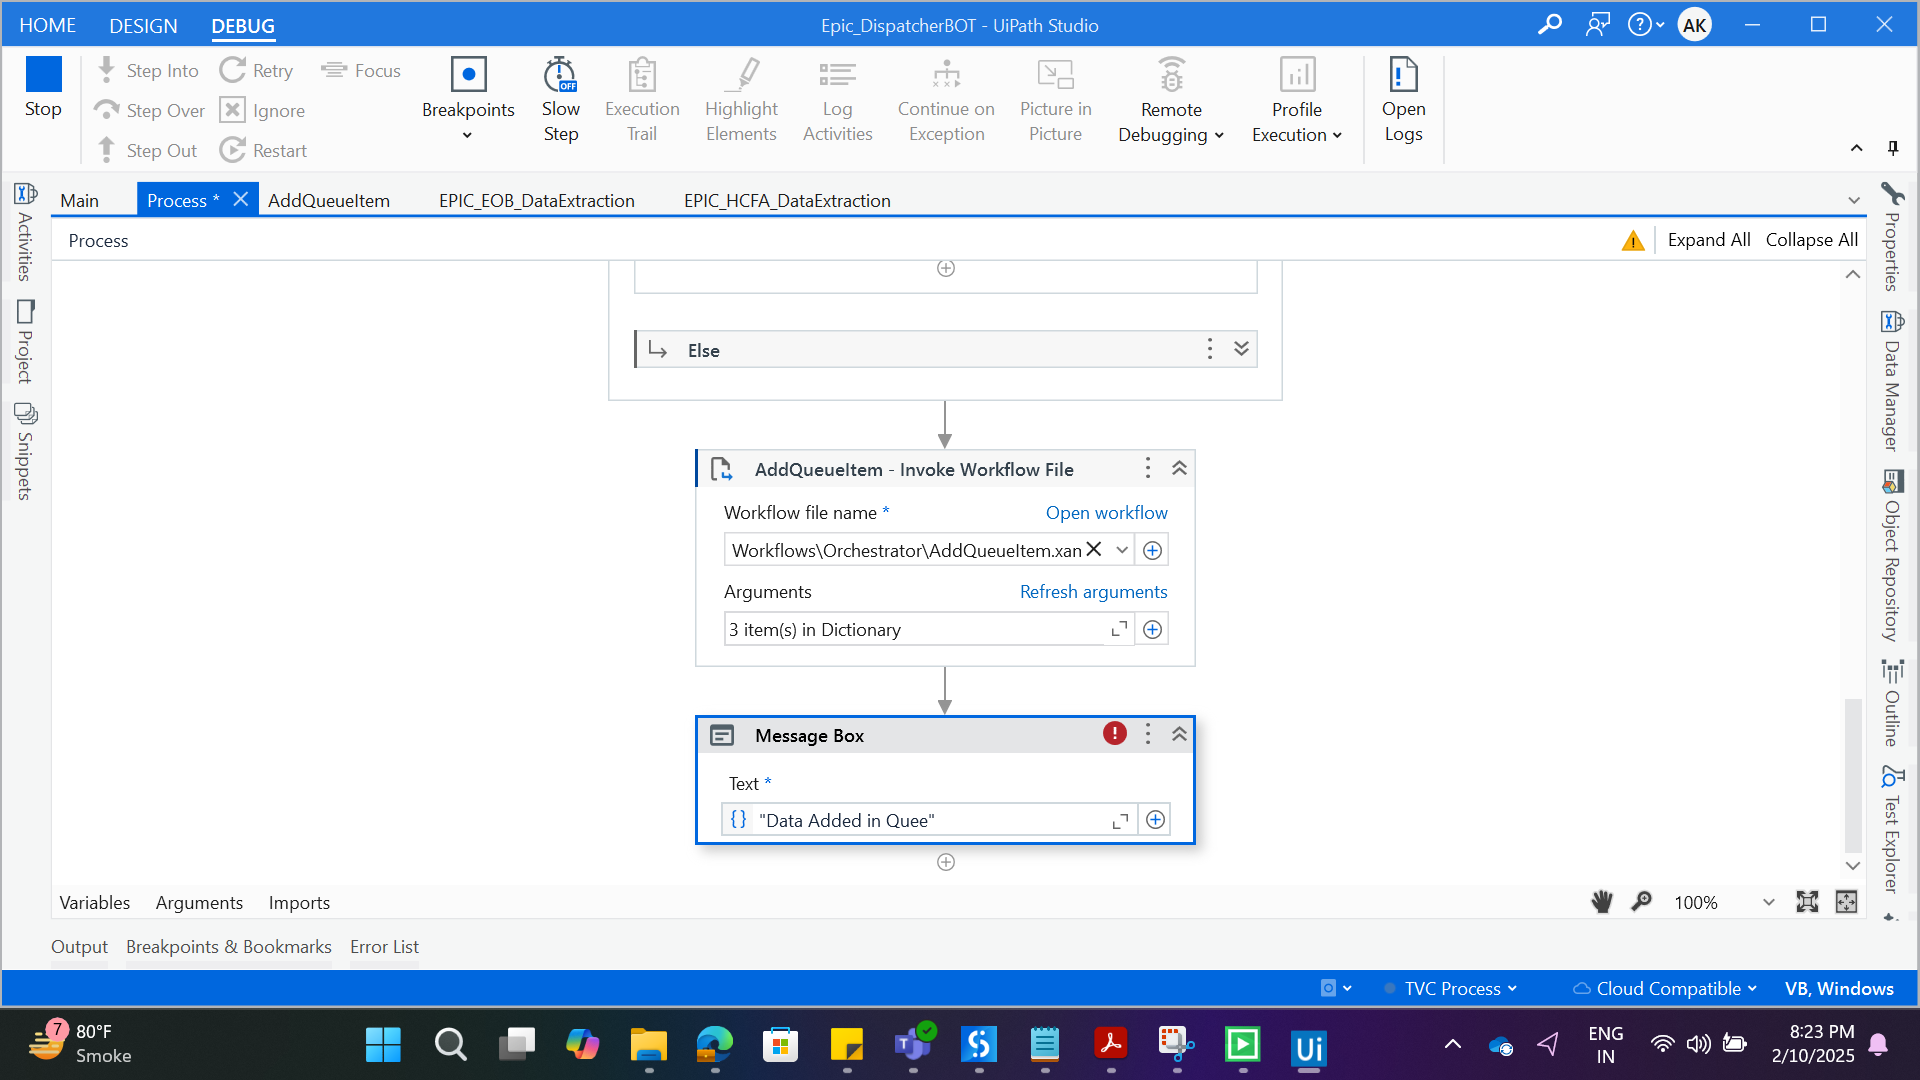 HOME
DESIGN
DEBUG
Epic_DispatcherBOT - UiPath Studio
AK
Stop
Step Into
Step Over
Step Out
Retry
Ignore
Restart
Focus
Breakpoints
Slow
Step
OFF
Execution
Trail
Highlight
Elements
Log
Activities
Continue on
Exception
Picture in
Picture
Remote
Debugging
Profile
Execution
Open
Logs
Main
Process *
AddQueueItem
EPIC_EOB_DataExtraction
EPIC_HCFA_DataExtraction
Process
Expand All
Collapse All
Activities
Project
Snippets
Properties
Data Manager
Object Repository
Outline
Test Explorer
Else
AddQueueItem - Invoke Workflow File
Workflow file name *
Open workflow
Workflows\Orchestrator\AddQueueItem.xan
Arguments
Refresh arguments
3 item(s) in Dictionary
Message Box
Text *
{} "Data Added in Quee"
Variables
Arguments
Imports
100%
Output
Breakpoints & Bookmarks
Error List
TVC Process
Cloud Compatible
VB, Windows
7
80°F
Smoke
Ui
ENG
IN
8:23 PM
2/10/2025